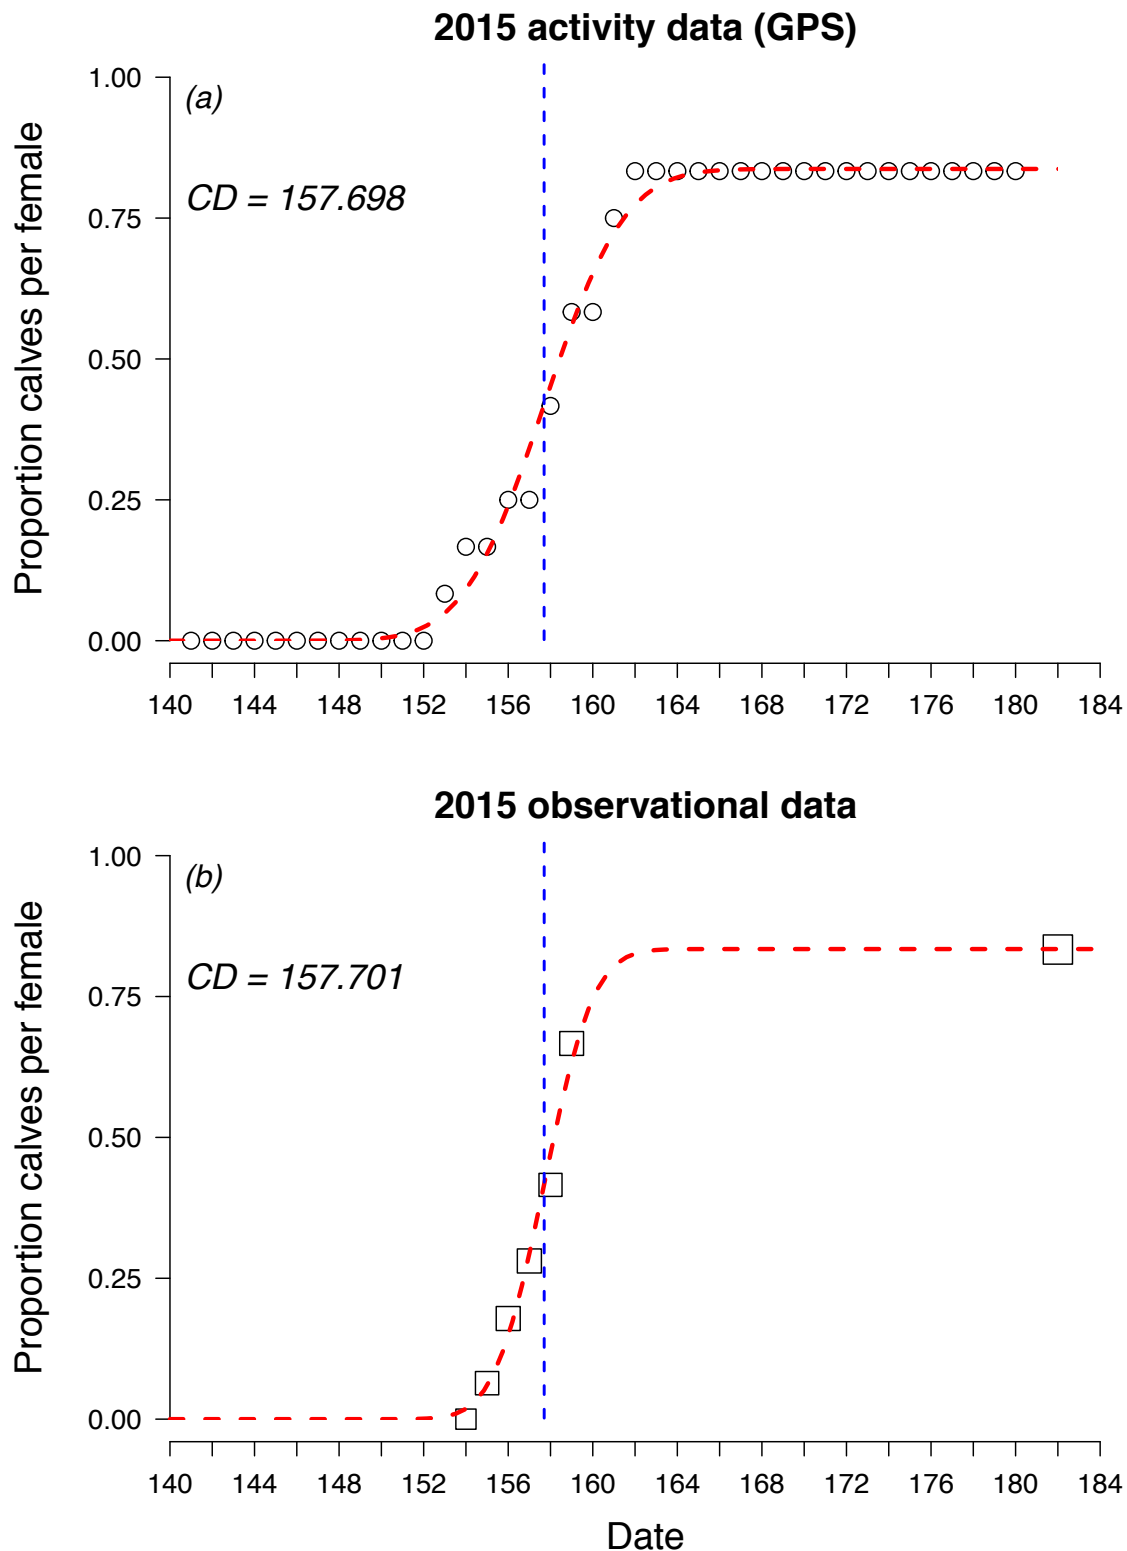 2015 activity data (GPS)
(a)
CD = 157.698
Proportion calves per female
1.00
0.75
0.50
0.25
0.00
140 144 148 152 156 160 164 168 172 176 180 184
2015 observational data
(b)
CD = 157.701
Proportion calves per female
1.00
0.75
0.50
0.25
0.00
140 144 148 152 156 160 164 168 172 176 180 184
Date